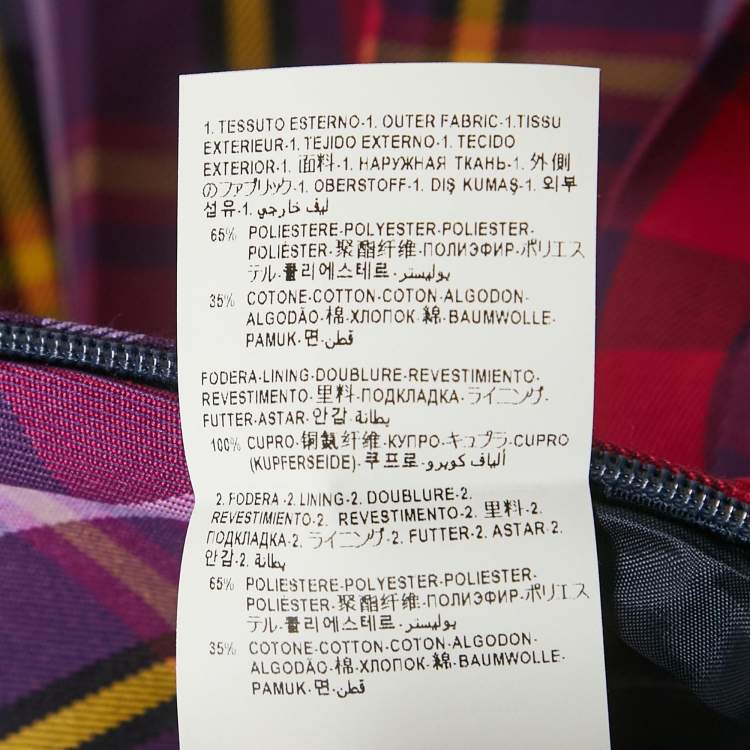 1. TESSUTO ESTERNO-1. OUTER FABRIC-1.TISSU
EXTERIEUR-1. TEJIDO EXTERNO-1. TECIDO
EXTERIOR-1. 面料-1. НАРУЖНАЯ ТКАНЬ-1. 外側
のファブリック-1. OBERSTOFF-1. DIŞ KUMAŞ-1. 외부
섬유-1. ليف خارجي
65% POLIESTERE-POLYESTER-POLIESTER-
POLIÉSTER-聚酯纤维-ПОЛИЭФИР-ポリエス
テル-폴리에스테르-بوليستر
35% COTONE-COTTON-COTON-ALGODON-
ALGODÃO-棉-ХЛОПОК-綿-BAUMWOLLE-
PAMUK-면-قطن
FODERA-LINING-DOUBLURE-REVESTIMIENTO-
REVESTIMENTO-里料-ПОДКЛАДКА-ライニング-
FUTTER-ASTAR-안감-بطانة
100% CUPRO-铜氨纤维-КУПРО-キュプラ-CUPRO
(KUPFERSEIDE)-쿠프로-ألياف كوبرو
2. FODERA-2. LINING-2. DOUBLURE-2.
REVESTIMIENTO-2. REVESTIMENTO-2. 里料-2.
ПОДКЛАДКА-2. ライニング-2. FUTTER-2. ASTAR-2.
안감-2. بطانة
65% POLIESTERE-POLYESTER-POLIESTER-
POLIÉSTER-聚酯纤维-ПОЛИЭФИР-ポリエス
テル-폴리에스테르-بوليستر
35% COTONE-COTTON-COTON-ALGODON-
ALGODÃO-棉-ХЛОПОК-綿-BAUMWOLLE-
PAMUK-면-قطن